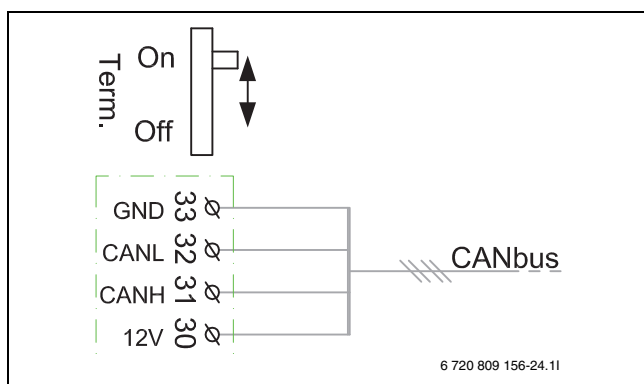 Term.
On
Off
GND 33
CANL 32
CANH 31
12V 30
CANbus
6 720 809 156-24.1I